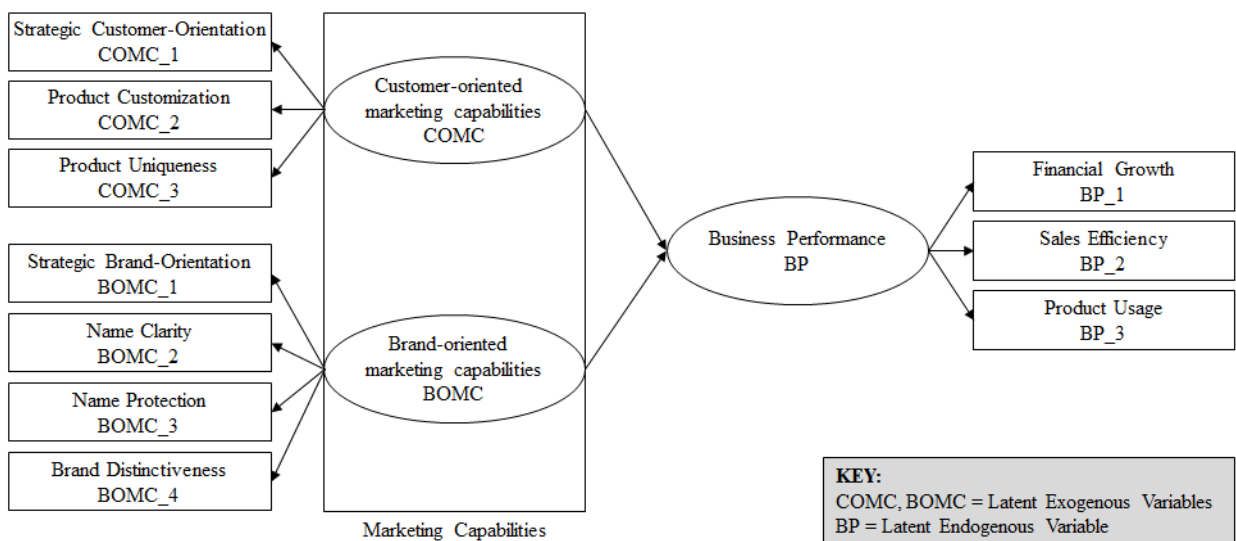 Strategic Customer-Orientation
COMC_1
Product Customization
COMC_2
Product Uniqueness
COMC_3
Strategic Brand-Orientation
BOMC_1
Name Clarity
BOMC_2
Name Protection
BOMC_3
Brand Distinctiveness
BOMC_4
Customer-oriented
marketing capabilities
COMC
Brand-oriented
marketing capabilities
BOMC
Marketing Capabilities
Business Performance
BP
Financial Growth
BP_1
Sales Efficiency
BP_2
Product Usage
BP_3
KEY:
COMC, BOMC = Latent Exogenous Variables
BP = Latent Endogenous Variable